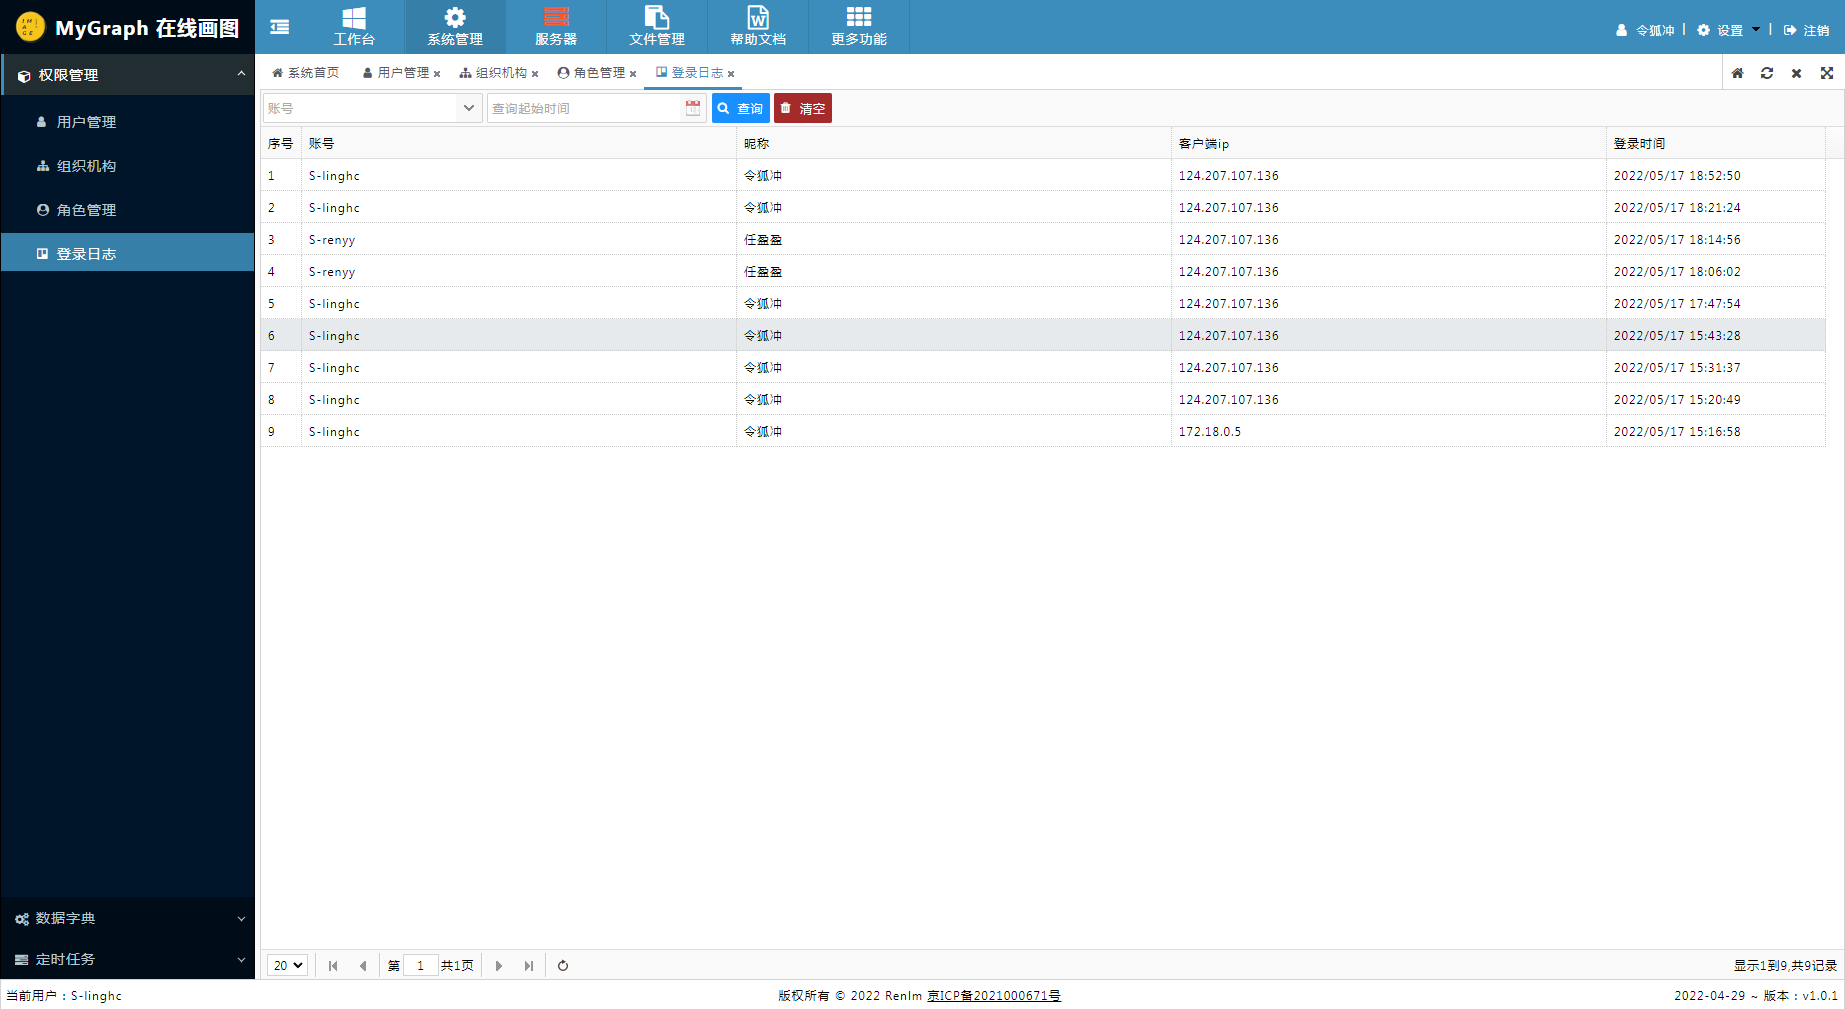 MyGraph 在线画图
工作台 系统管理 服务器 文件管理 帮助文档 更多功能
令狐冲 | 设置 | 注销
权限管理
用户管理
组织机构
角色管理
登录日志
数据字典
定时任务
系统首页 用户管理 组织机构 角色管理 登录日志
账号 查询起始时间 查询 清空
序号 账号 昵称 客户端ip 登录时间
1 S-linghc 令狐冲 124.207.107.136 2022/05/17 18:52:50
2 S-linghc 令狐冲 124.207.107.136 2022/05/17 18:21:24
3 S-renyy 任盈盈 124.207.107.136 2022/05/17 18:14:56
4 S-renyy 任盈盈 124.207.107.136 2022/05/17 18:06:02
5 S-linghc 令狐冲 124.207.107.136 2022/05/17 17:47:54
6 S-linghc 令狐冲 124.207.107.136 2022/05/17 15:43:28
7 S-linghc 令狐冲 124.207.107.136 2022/05/17 15:31:37
8 S-linghc 令狐冲 124.207.107.136 2022/05/17 15:20:49
9 S-linghc 令狐冲 172.18.0.5 2022/05/17 15:16:58
20 第 1 共1页 显示1到9,共9记录
当前用户：S-linghc 版权所有 © 2022 Renlm 京ICP备2021000671号 2022-04-29 ~ 版本：v1.0.1